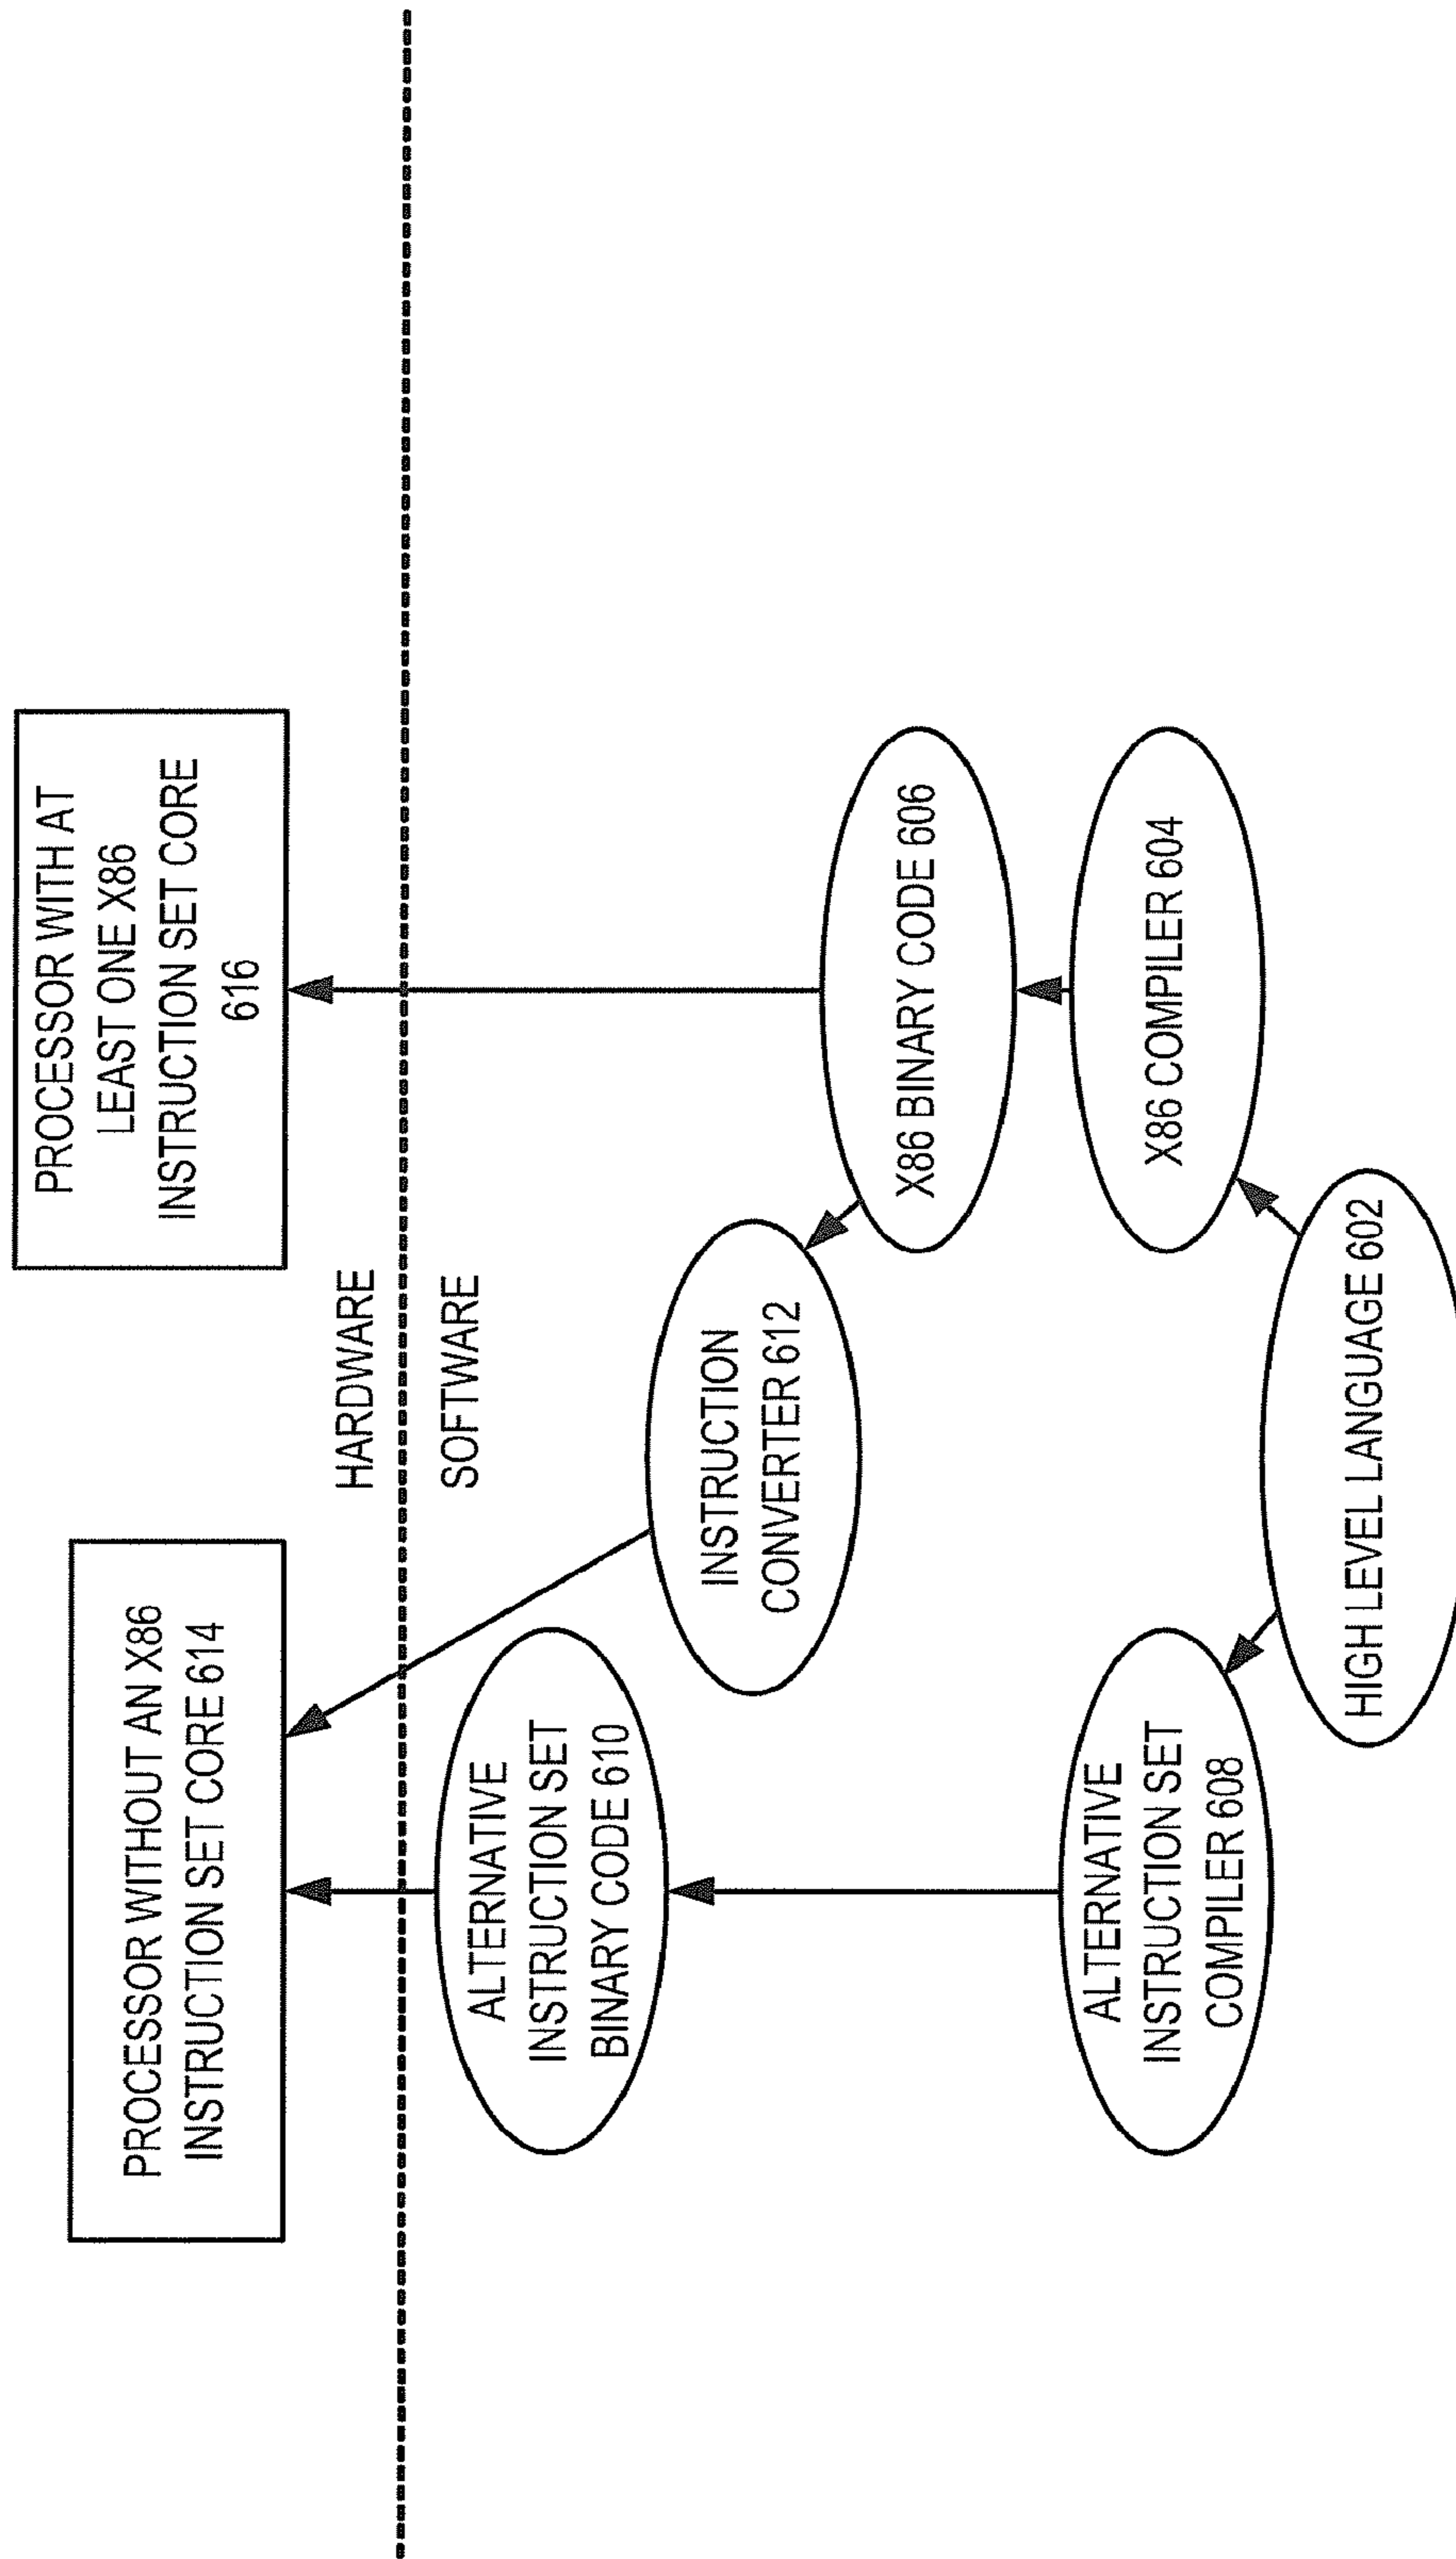 PROCESSOR WITHOUT AN X86
INSTRUCTION SET CORE 614
PROCESSOR WITH AT
LEAST ONE X86
INSTRUCTION SET CORE
616
HARDWARE
SOFTWARE
ALTERNATIVE
INSTRUCTION SET
BINARY CODE 610
INSTRUCTION
CONVERTER 612
X86 BINARY CODE 606
ALTERNATIVE
INSTRUCTION SET
COMPILER 608
X86 COMPILER 604
HIGH LEVEL LANGUAGE 602